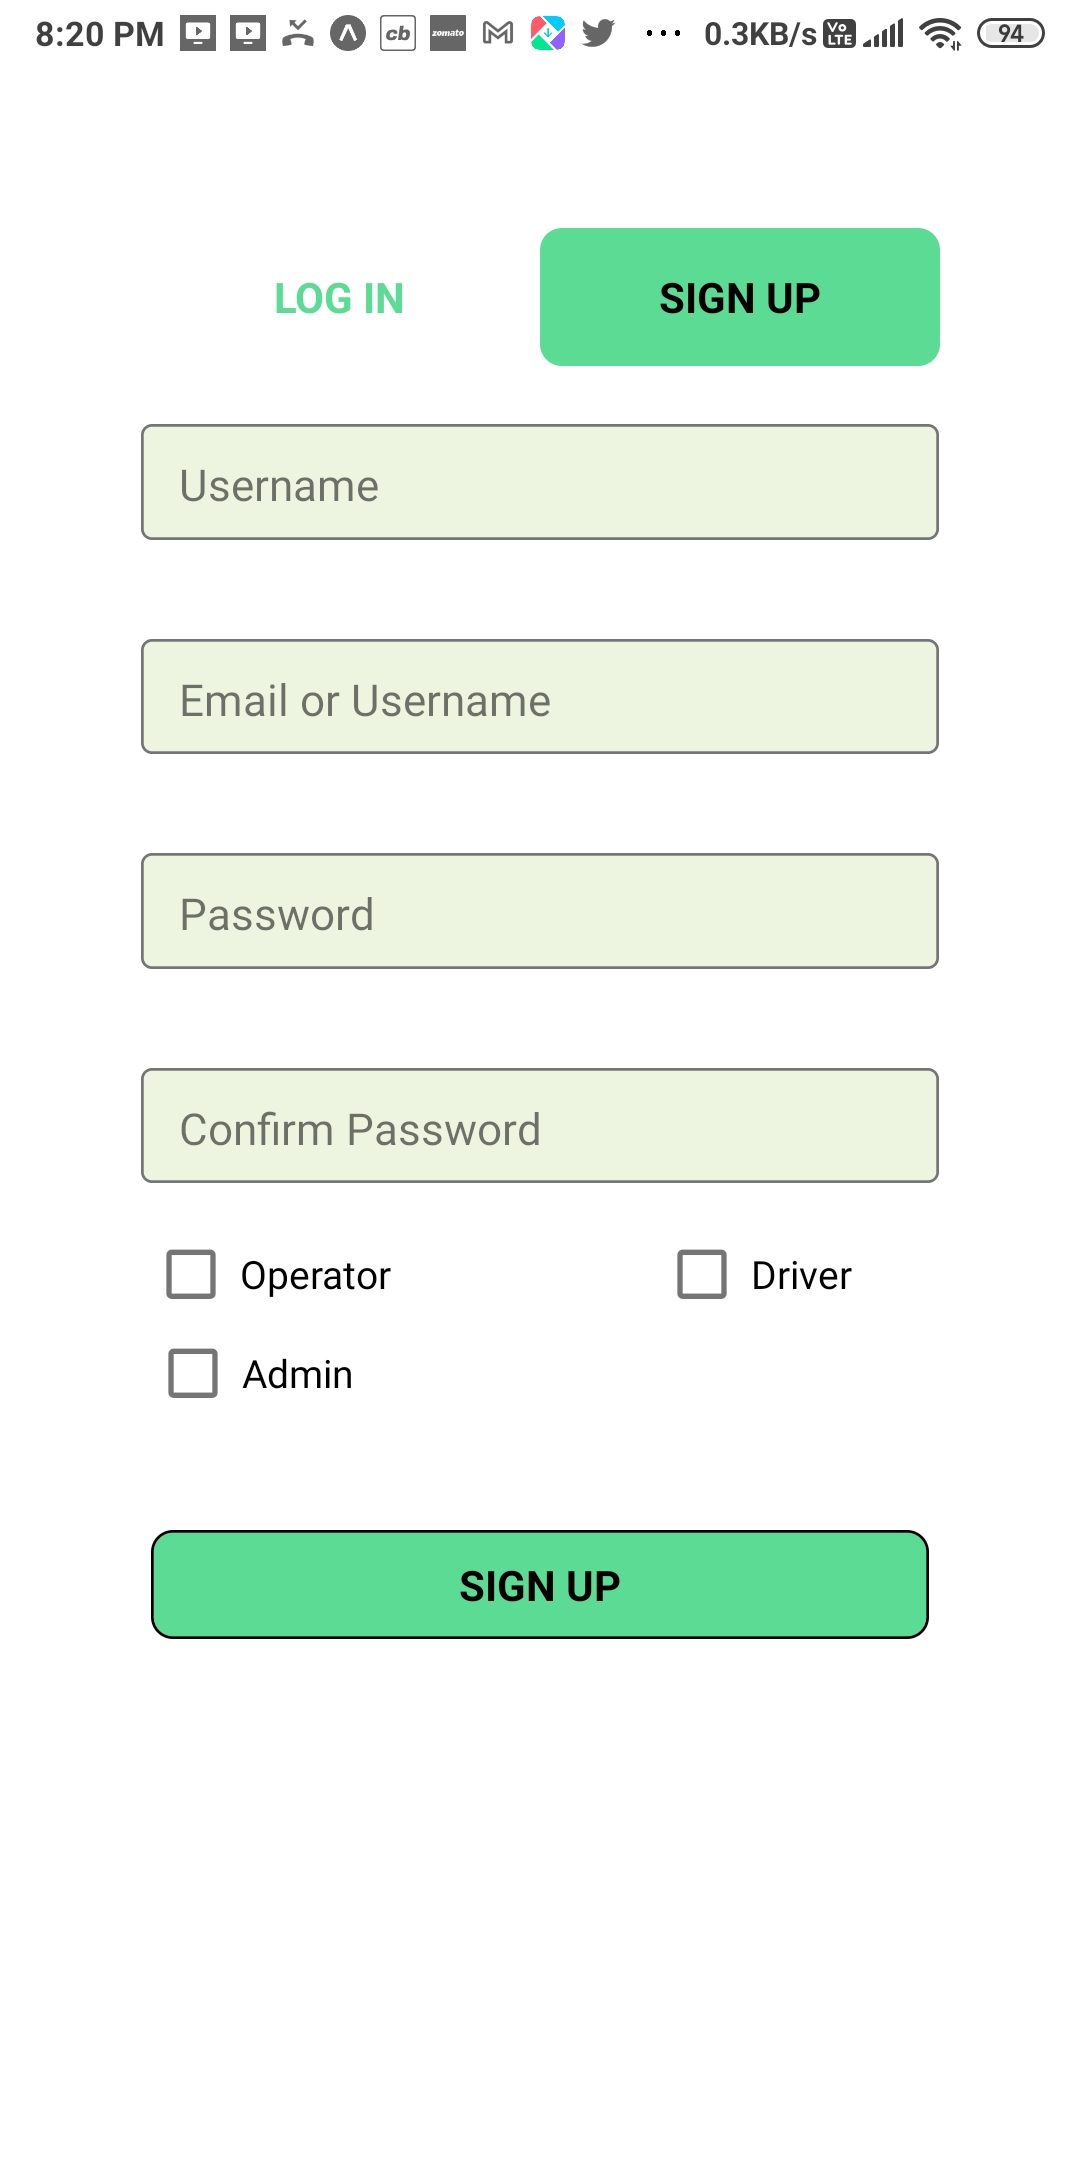 8:20 PM cb zomato ... 0.3KB/s Vo LTE 94
LOG IN SIGN UP
Username
Email or Username
Password
Confirm Password
Operator Driver
Admin
SIGN UP